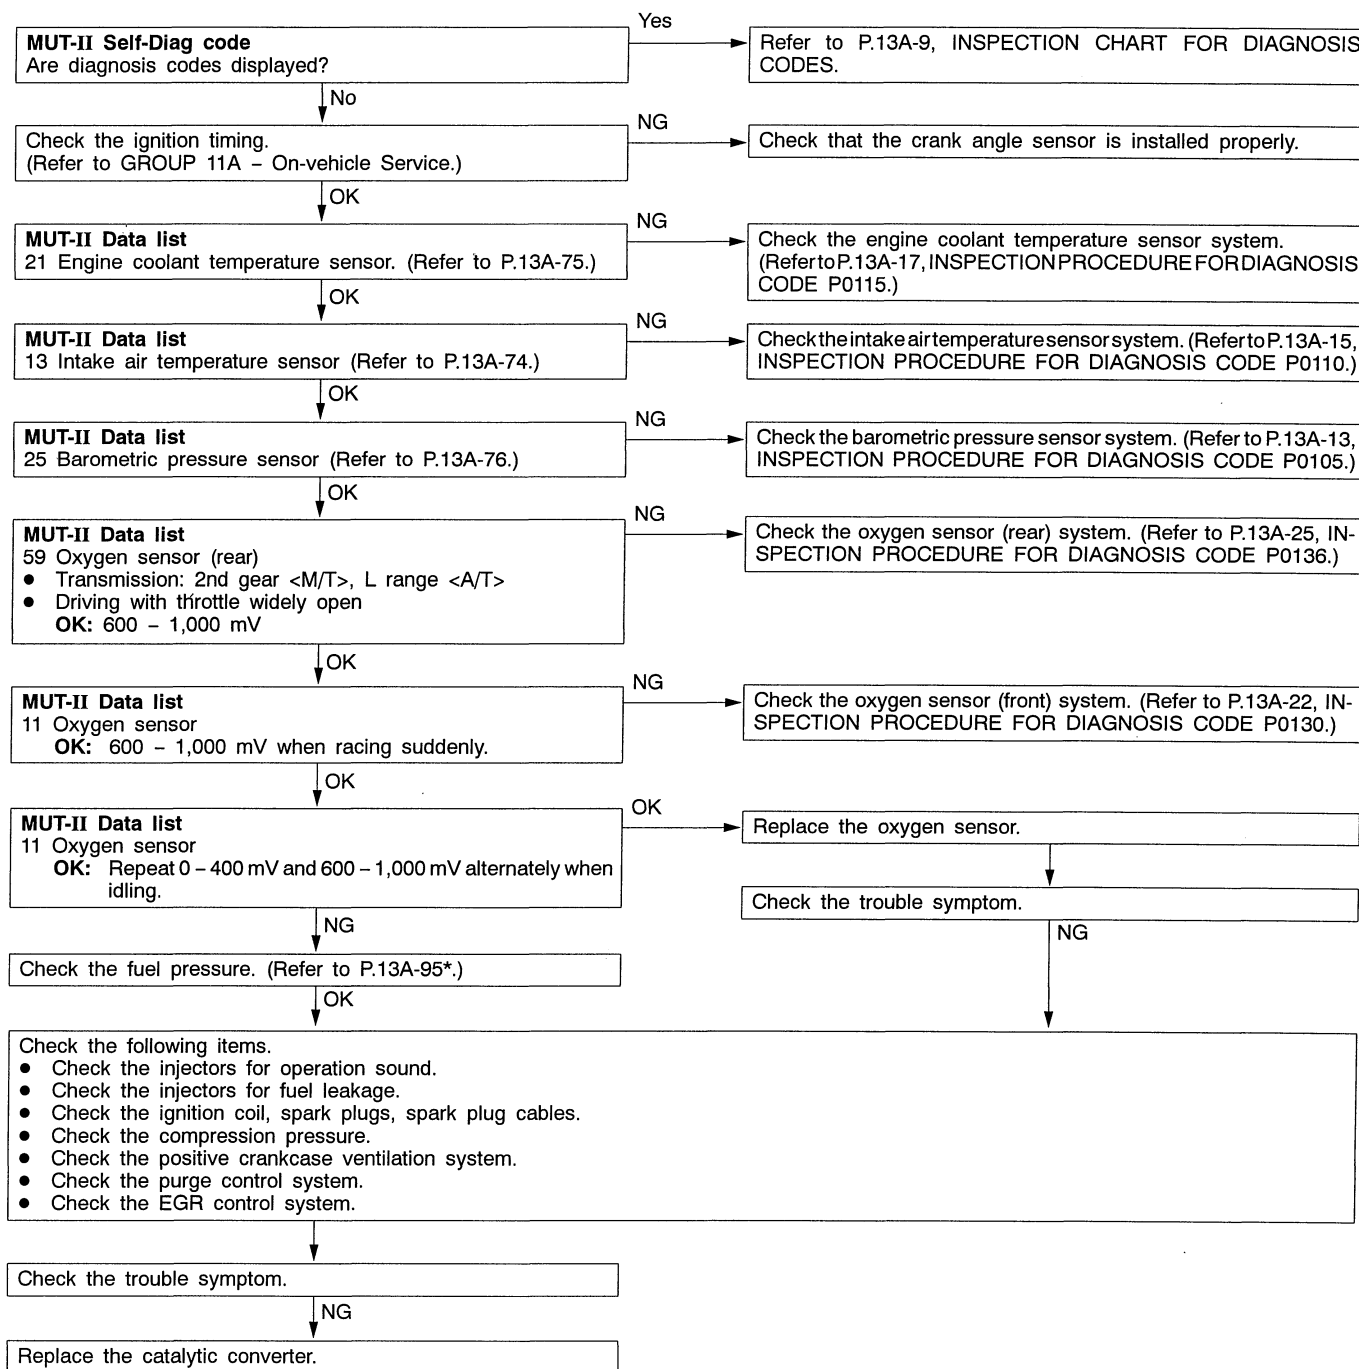 MUT-II Self-Diag code
Are diagnosis codes displayed?
Yes
Refer to P.13A-9, INSPECTION CHART FOR DIAGNOSIS
CODES.
No
Check the ignition timing.
(Refer to GROUP 11A – On-vehicle Service.)
NG
Check that the crank angle sensor is installed properly.
OK
MUT-II Data list
21 Engine coolant temperature sensor. (Refer to P.13A-75.)
NG
Check the engine coolant temperature sensor system.
(Refer to P.13A-17, INSPECTION PROCEDURE FOR DIAGNOSIS
CODE P0115.)
OK
MUT-II Data list
13 Intake air temperature sensor (Refer to P.13A-74.)
NG
Check the intake air temperature sensor system. (Refer to P.13A-15,
INSPECTION PROCEDURE FOR DIAGNOSIS CODE P0110.)
OK
MUT-II Data list
25 Barometric pressure sensor (Refer to P.13A-76.)
NG
Check the barometric pressure sensor system. (Refer to P.13A-13,
INSPECTION PROCEDURE FOR DIAGNOSIS CODE P0105.)
OK
MUT-II Data list
59 Oxygen sensor (rear)
● Transmission: 2nd gear <M/T>, L range <A/T>
● Driving with throttle widely open
OK: 600 – 1,000 mV
NG
Check the oxygen sensor (rear) system. (Refer to P.13A-25, IN-
SPECTION PROCEDURE FOR DIAGNOSIS CODE P0136.)
OK
MUT-II Data list
11 Oxygen sensor
OK: 600 – 1,000 mV when racing suddenly.
NG
Check the oxygen sensor (front) system. (Refer to P.13A-22, IN-
SPECTION PROCEDURE FOR DIAGNOSIS CODE P0130.)
OK
MUT-II Data list
11 Oxygen sensor
OK: Repeat 0 – 400 mV and 600 – 1,000 mV alternately when
idling.
OK
Replace the oxygen sensor.
Check the trouble symptom.
NG
NG
Check the fuel pressure. (Refer to P.13A-95*.)
OK
Check the following items.
● Check the injectors for operation sound.
● Check the injectors for fuel leakage.
● Check the ignition coil, spark plugs, spark plug cables.
● Check the compression pressure.
● Check the positive crankcase ventilation system.
● Check the purge control system.
● Check the EGR control system.
Check the trouble symptom.
NG
Replace the catalytic converter.